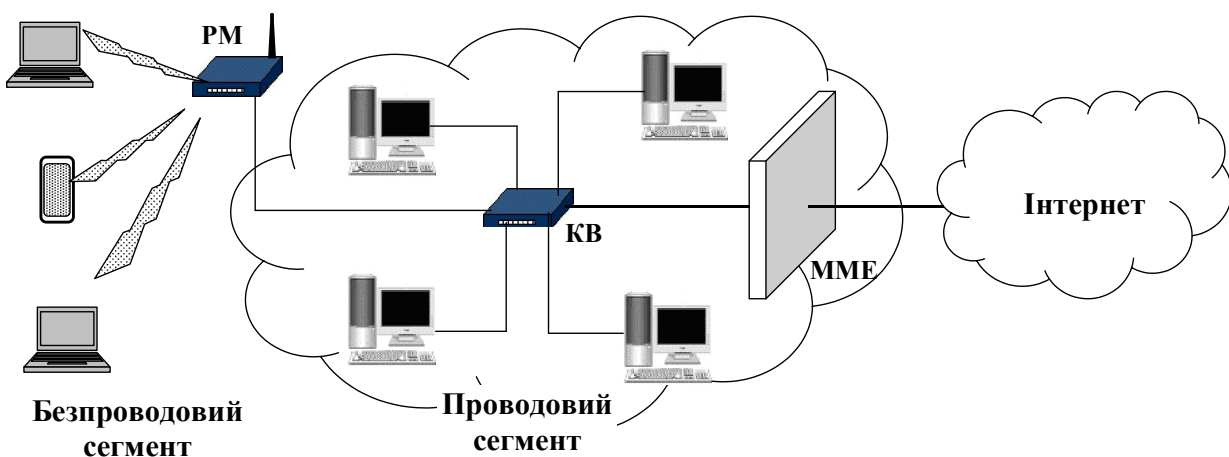 РМ
КВ
ММЕ
Інтернет
Безпроводовий
сегмент
Проводовий
сегмент